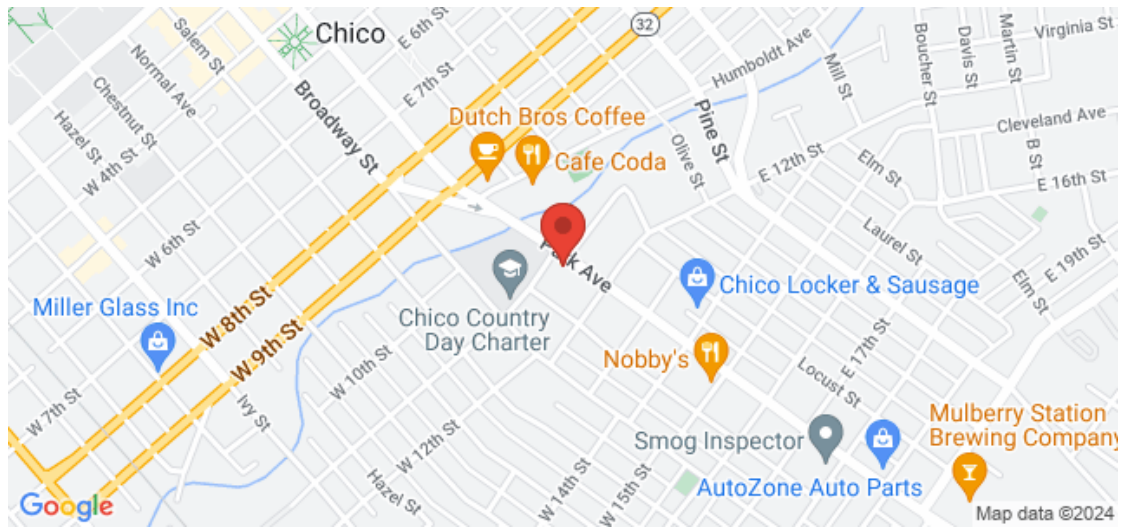 Salem St
Normal Ave
Chestnut St
Hazel St
W 4th St
W 6th St
Chico
E 6th St
E 7th St
Broadway St
32
Humboldt Ave
Mill St
Boucher St
Davis St
Martin St
Virginia St
Cleveland Ave
B St
E 16th St
Dutch Bros Coffee
Cafe Coda
Olive St
Pine St
E 12th St
Elm St
Laurel St
Elm St
E 19th St
Park Ave
Chico Locker & Sausage
Miller Glass Inc
W 8th St
W 9th St
Chico Country
Day Charter
W 10th St
Nobby's
E 17th St
Locust St
W 7th St
Ivy St
W 12th St
Hazel St
W 14th St
W 15th St
Smog Inspector
AutoZone Auto Parts
Mulberry Station
Brewing Company
Google
Map data ©2024